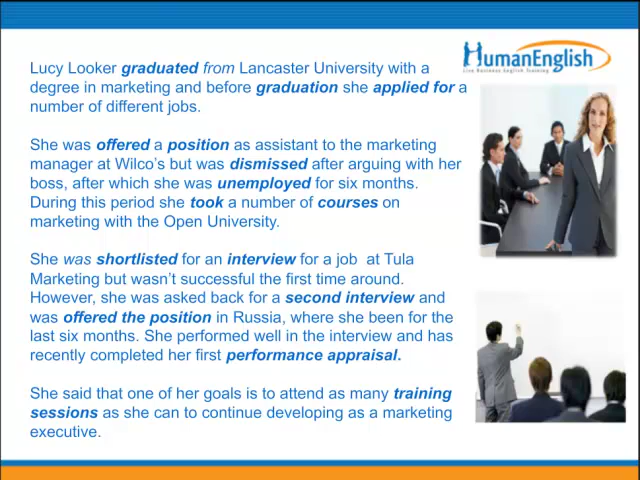 HumanEnglish
Live Business English Training
Lucy Looker graduated from Lancaster University with a
degree in marketing and before graduation she applied for a
number of different jobs.
She was offered a position as assistant to the marketing
manager at Wilco's but was dismissed after arguing with her
boss, after which she was unemployed for six months.
During this period she took a number of courses on
marketing with the Open University.
She was shortlisted for an interview for a job at Tula
Marketing but wasn't successful the first time around.
However, she was asked back for a second interview and
was offered the position in Russia, where she been for the
last six months. She performed well in the interview and has
recently completed her first performance appraisal.
She said that one of her goals is to attend as many training
sessions as she can to continue developing as a marketing
executive.